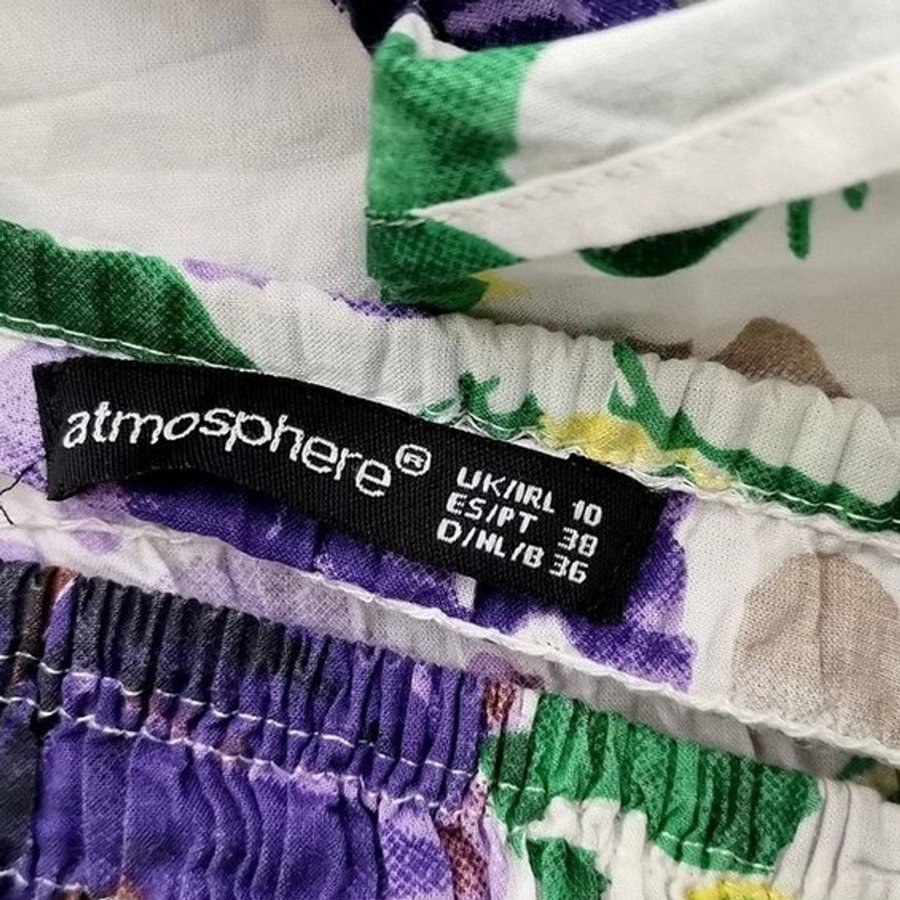 atmosphere®
UK/IRL 10
ES/PT 38
D/NL/B 36